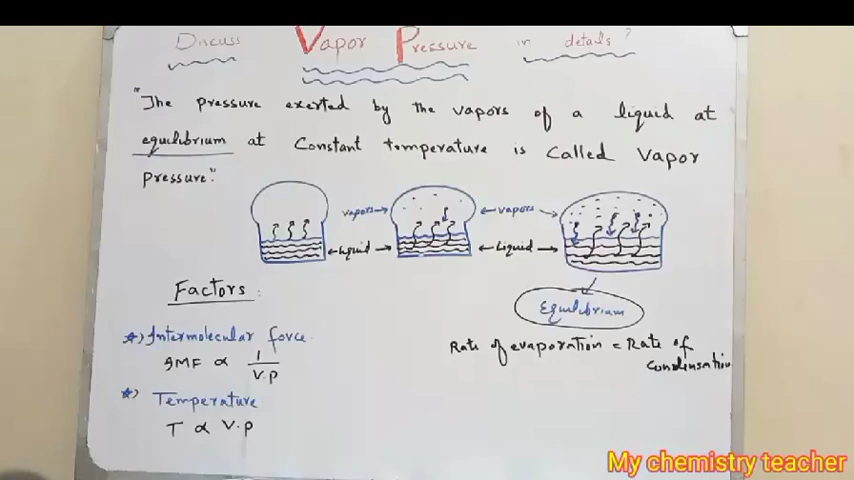 Discuss Vapor Pressure in details?
"The pressure exerted by the vapors of a liquid at
equilibrium at Constant temperature is Called Vapor
pressure".
vapors → ← vapors →
← Liquid → ← Liquid →
Factors :
Equilibrium
*) Intermolecular force
Rate of evaporation = Rate of
Condensation
IMF ∝ 1/V.P
*) Temperature
T ∝ V.P
My chemistry teacher